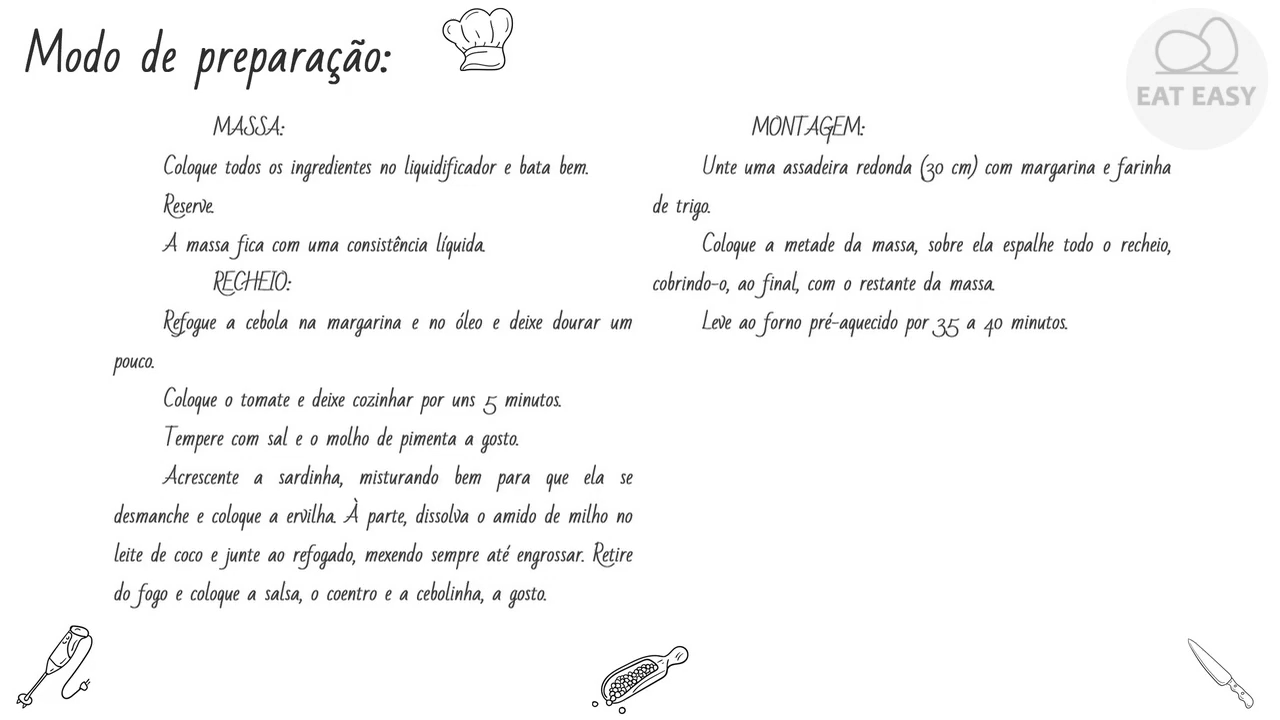 Modo de preparação:
EAT EASY
MASSA:
Coloque todos os ingredientes no liquidificador e bata bem.
Reserve.
A massa fica com uma consistência líquida.
RECHEIO:
Refogue a cebola na margarina e no óleo e deixe dourar um
pouco.
Coloque o tomate e deixe cozinhar por uns 5 minutos.
Tempere com sal e o molho de pimenta a gosto.
Acrescente a sardinha, misturando bem para que ela se
desmanche e coloque a ervilha. À parte, dissolva o amido de milho no
leite de coco e junte ao refogado, mexendo sempre até engrossar. Retire
do fogo e coloque a salsa, o coentro e a cebolinha, a gosto.
MONTAGEM:
Unte uma assadeira redonda (30 cm) com margarina e farinha
de trigo.
Coloque a metade da massa, sobre ela espalhe todo o recheio,
cobrindo-o, ao final, com o restante da massa.
Leve ao forno pré-aquecido por 35 a 40 minutos.